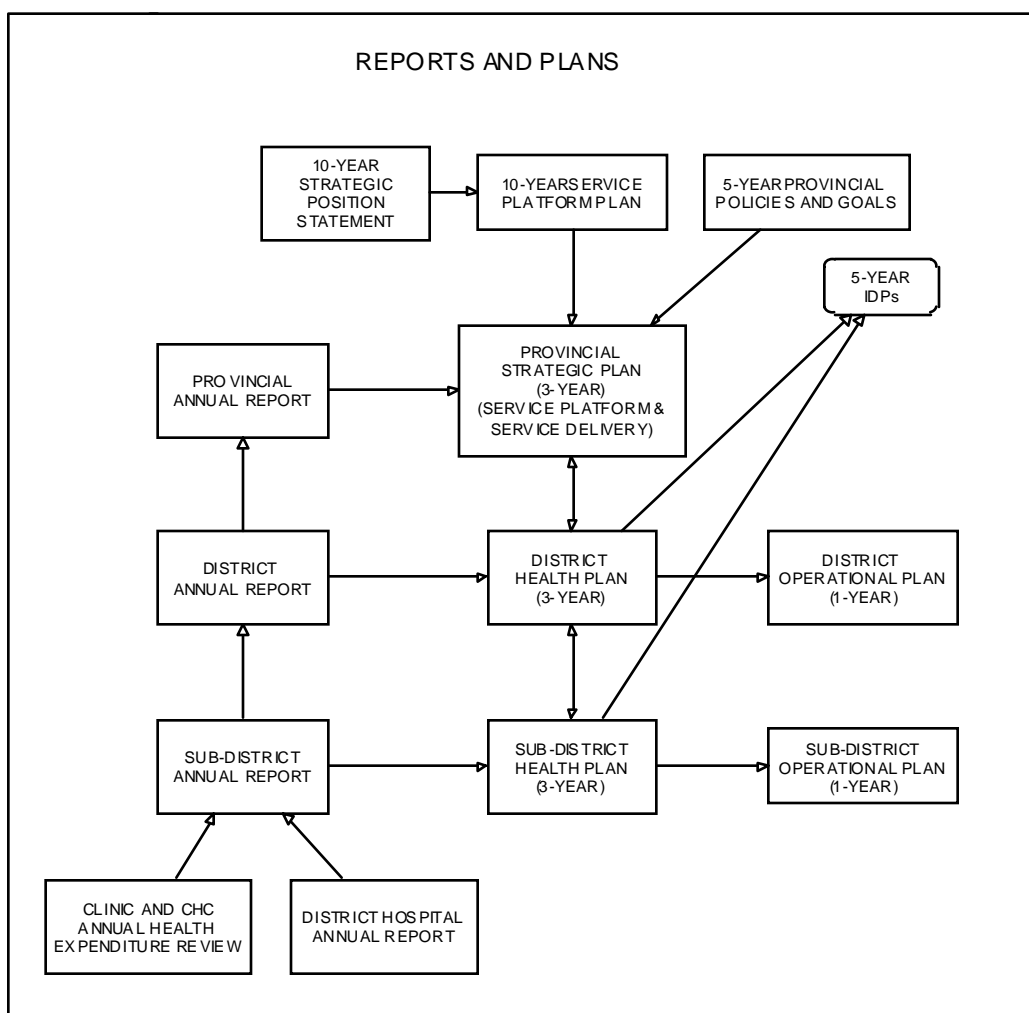 REPORTS AND PLANS
10-YEAR
STRATEGIC
POSITION
STATEMENT
10-YEAR SERVICE
PLATFORM PLAN
5-YEAR PROVINCIAL
POLICIES AND GOALS
5-YEAR
IDPs
PROVINCIAL
ANNUAL REPORT
PROVINCIAL
STRATEGIC PLAN
(3-YEAR)
(SERVICE PLATFORM &
SERVICE DELIVERY)
DISTRICT
ANNUAL REPORT
DISTRICT
HEALTH PLAN
(3-YEAR)
DISTRICT
OPERATIONAL PLAN
(1-YEAR)
SUB-DISTRICT
ANNUAL REPORT
SUB-DISTRICT
HEALTH PLAN
(3-YEAR)
SUB-DISTRICT
OPERATIONAL PLAN
(1-YEAR)
CLINIC AND CHC
ANNUAL HEALTH
EXPENDITURE REVIEW
DISTRICT HOSPITAL
ANNUAL REPORT